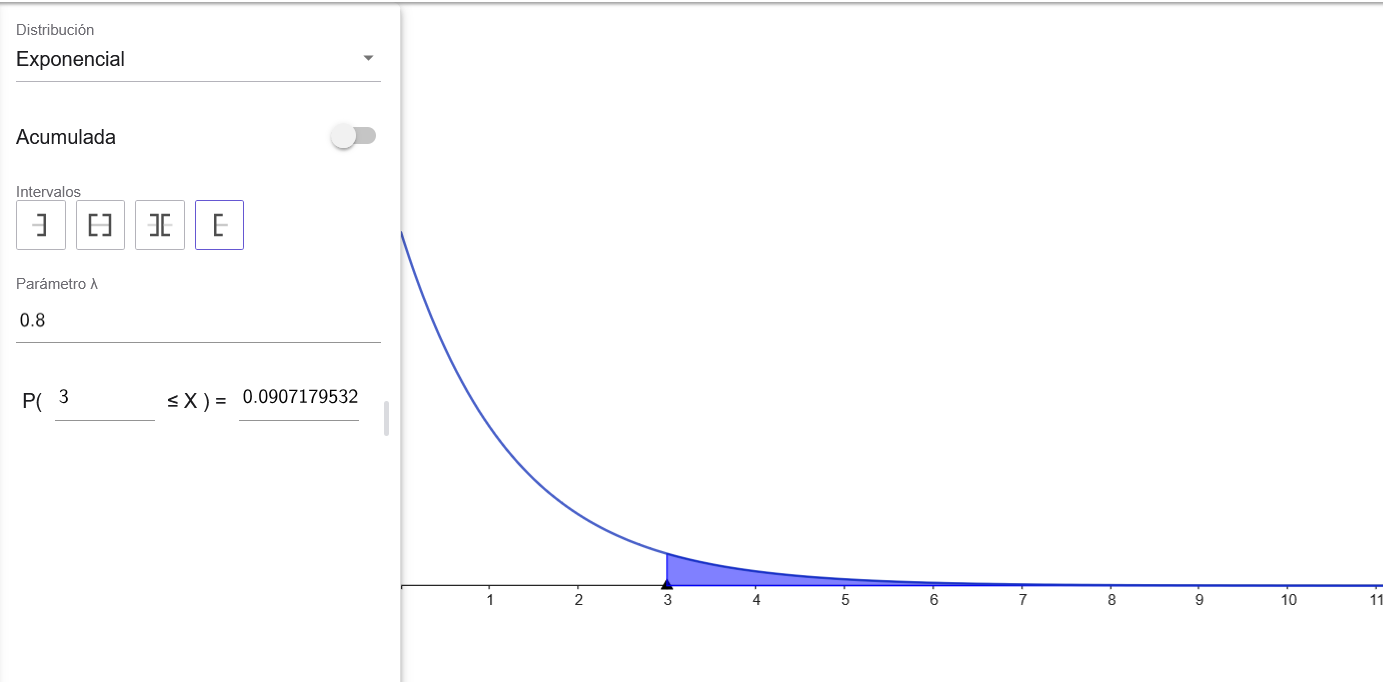 Distribución
Exponencial
Acumulada
Intervalos
Parámetro λ
0.8
P( 3 ≤ X ) = 0.0907179532
1 2 3 4 5 6 7 8 9 10 11